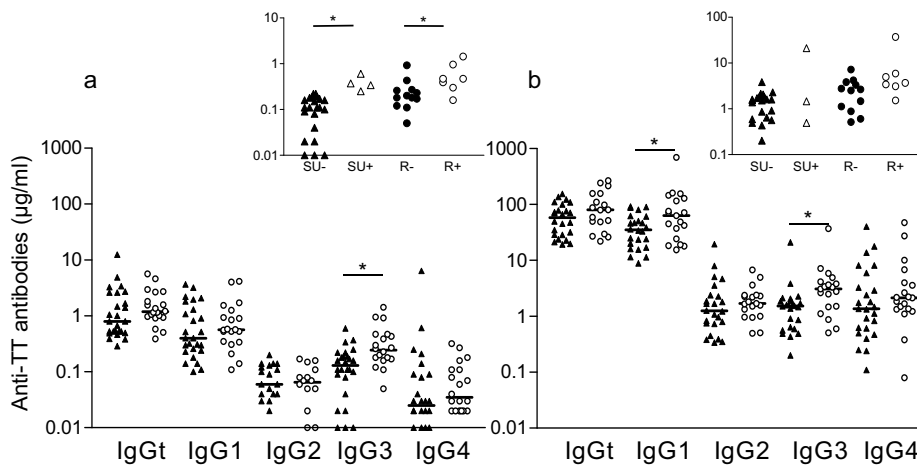 1
*
*
0.1
0.01
SU-
SU+
R-
R+
100
10
1
0.1
SU-
SU+
R-
R+
a
b
Anti-TT antibodies (µg/ml)
1000
100
10
1
0.1
0.01
*
IgGt
IgG1
IgG2
IgG3
IgG4
1000
100
10
1
0.1
0.01
*
*
IgGt
IgG1
IgG2
IgG3
IgG4